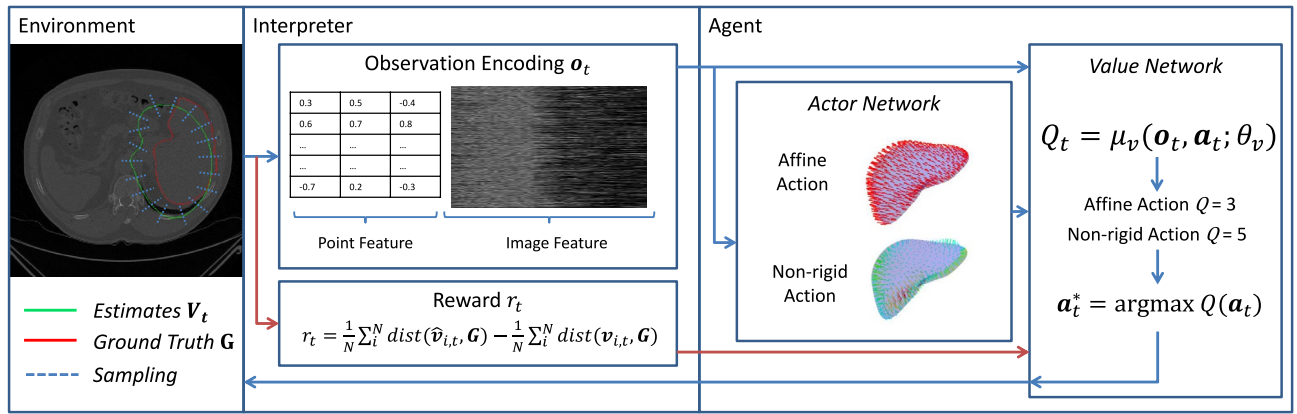 Environment
Estimates V_t
Ground Truth G
Sampling
Interpreter
Observation Encoding o_t
0.3 0.5 -0.4
0.6 0.7 0.8
... ... ...
... ... ...
-0.7 0.2 -0.3
Point Feature
Image Feature
Reward r_t
r_t = 1/N ∑_i^N dist(v̂_{i,t}, G) − 1/N ∑_i^N dist(v_{i,t}, G)
Agent
Actor Network
Affine
Action
Non-rigid
Action
Value Network
Q_t = μ_v(o_t, a_t; θ_v)
Affine Action Q = 3
Non-rigid Action Q = 5
a_t^* = argmax Q(a_t)